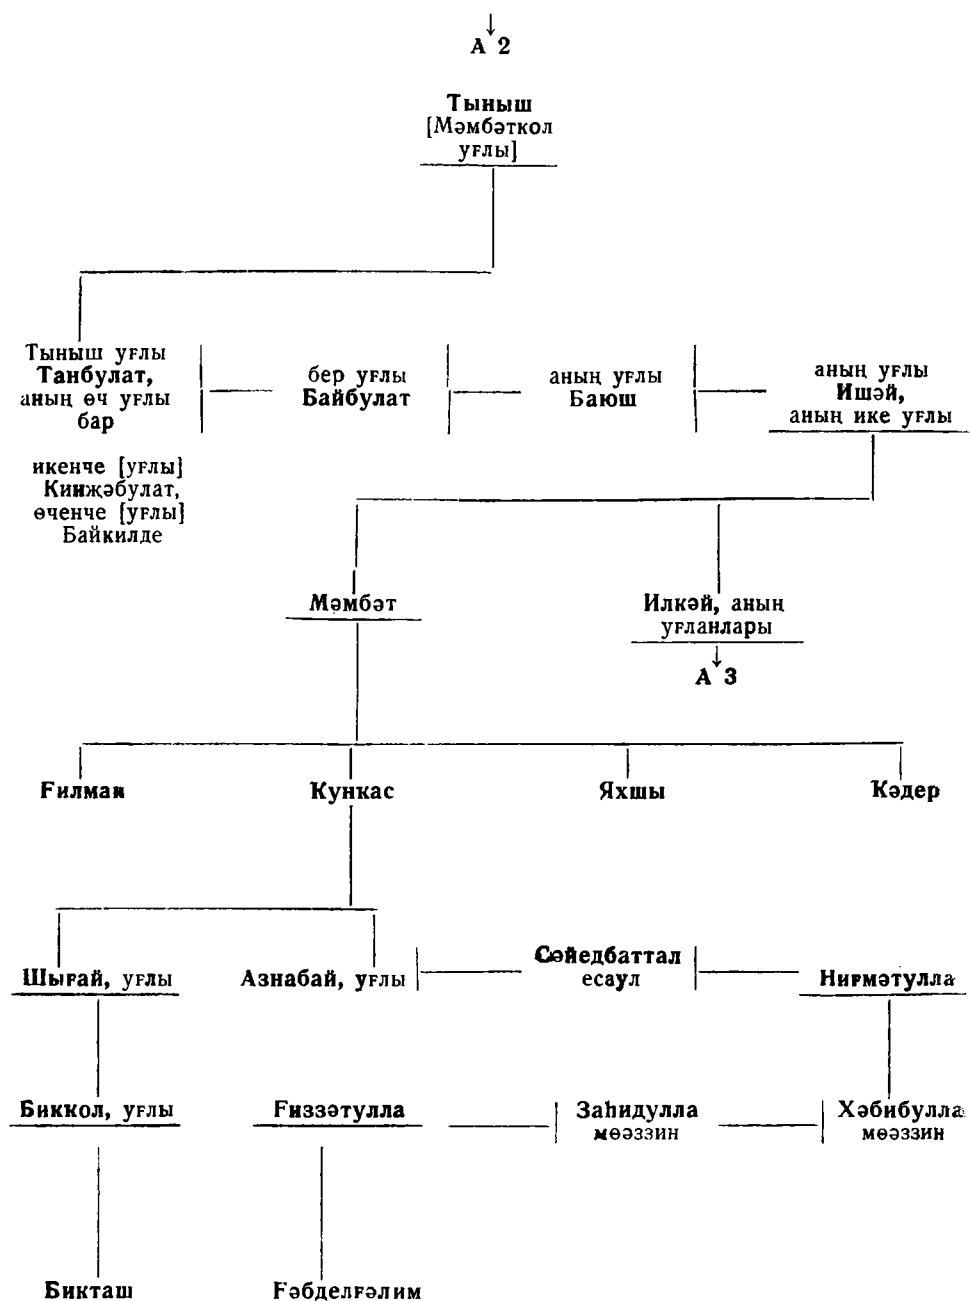 А 2
Тыныш
[Мәмбәткол
уғлы]
Тыныш уғлы
Танбулат,
аның өч уғлы
бар
бер уғлы
Байбулат
аның уғлы
Баюш
аның уғлы
Ишәй,
аның ике уғлы
икенче [уғлы]
Кинҗәбулат,
өченче [уғлы]
Байкилде
Мәмбәт
Илкәй, аның
уғланлары
А 3
Ғилман
Кункас
Яхшы
Кәдер
Шығай, уғлы
Азнабай, уғлы
Сөйедбаттал
есаул
Ниғмәтулла
Биккол, уғлы
Ғиззәтулла
Заһидулла
мөәззин
Хәбибулла
мөәззин
Бикташ
Ғәбделғәлим